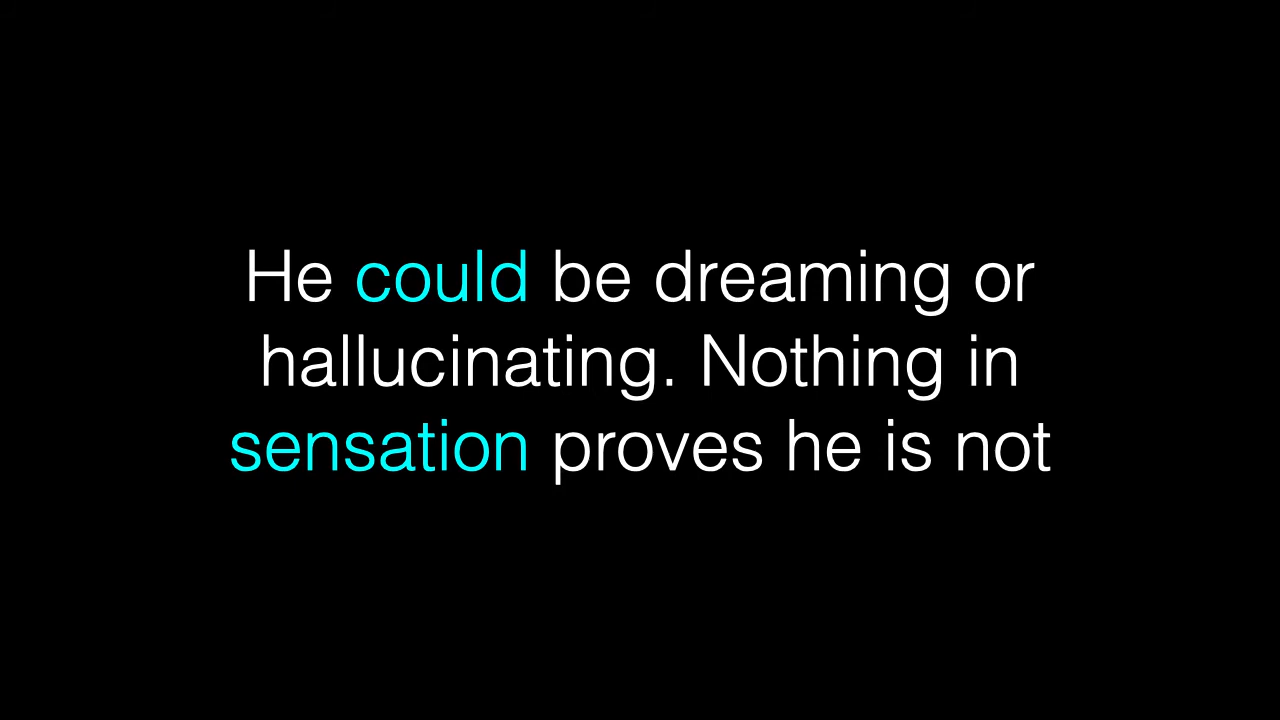 He could be dreaming or
hallucinating. Nothing in
sensation proves he is not